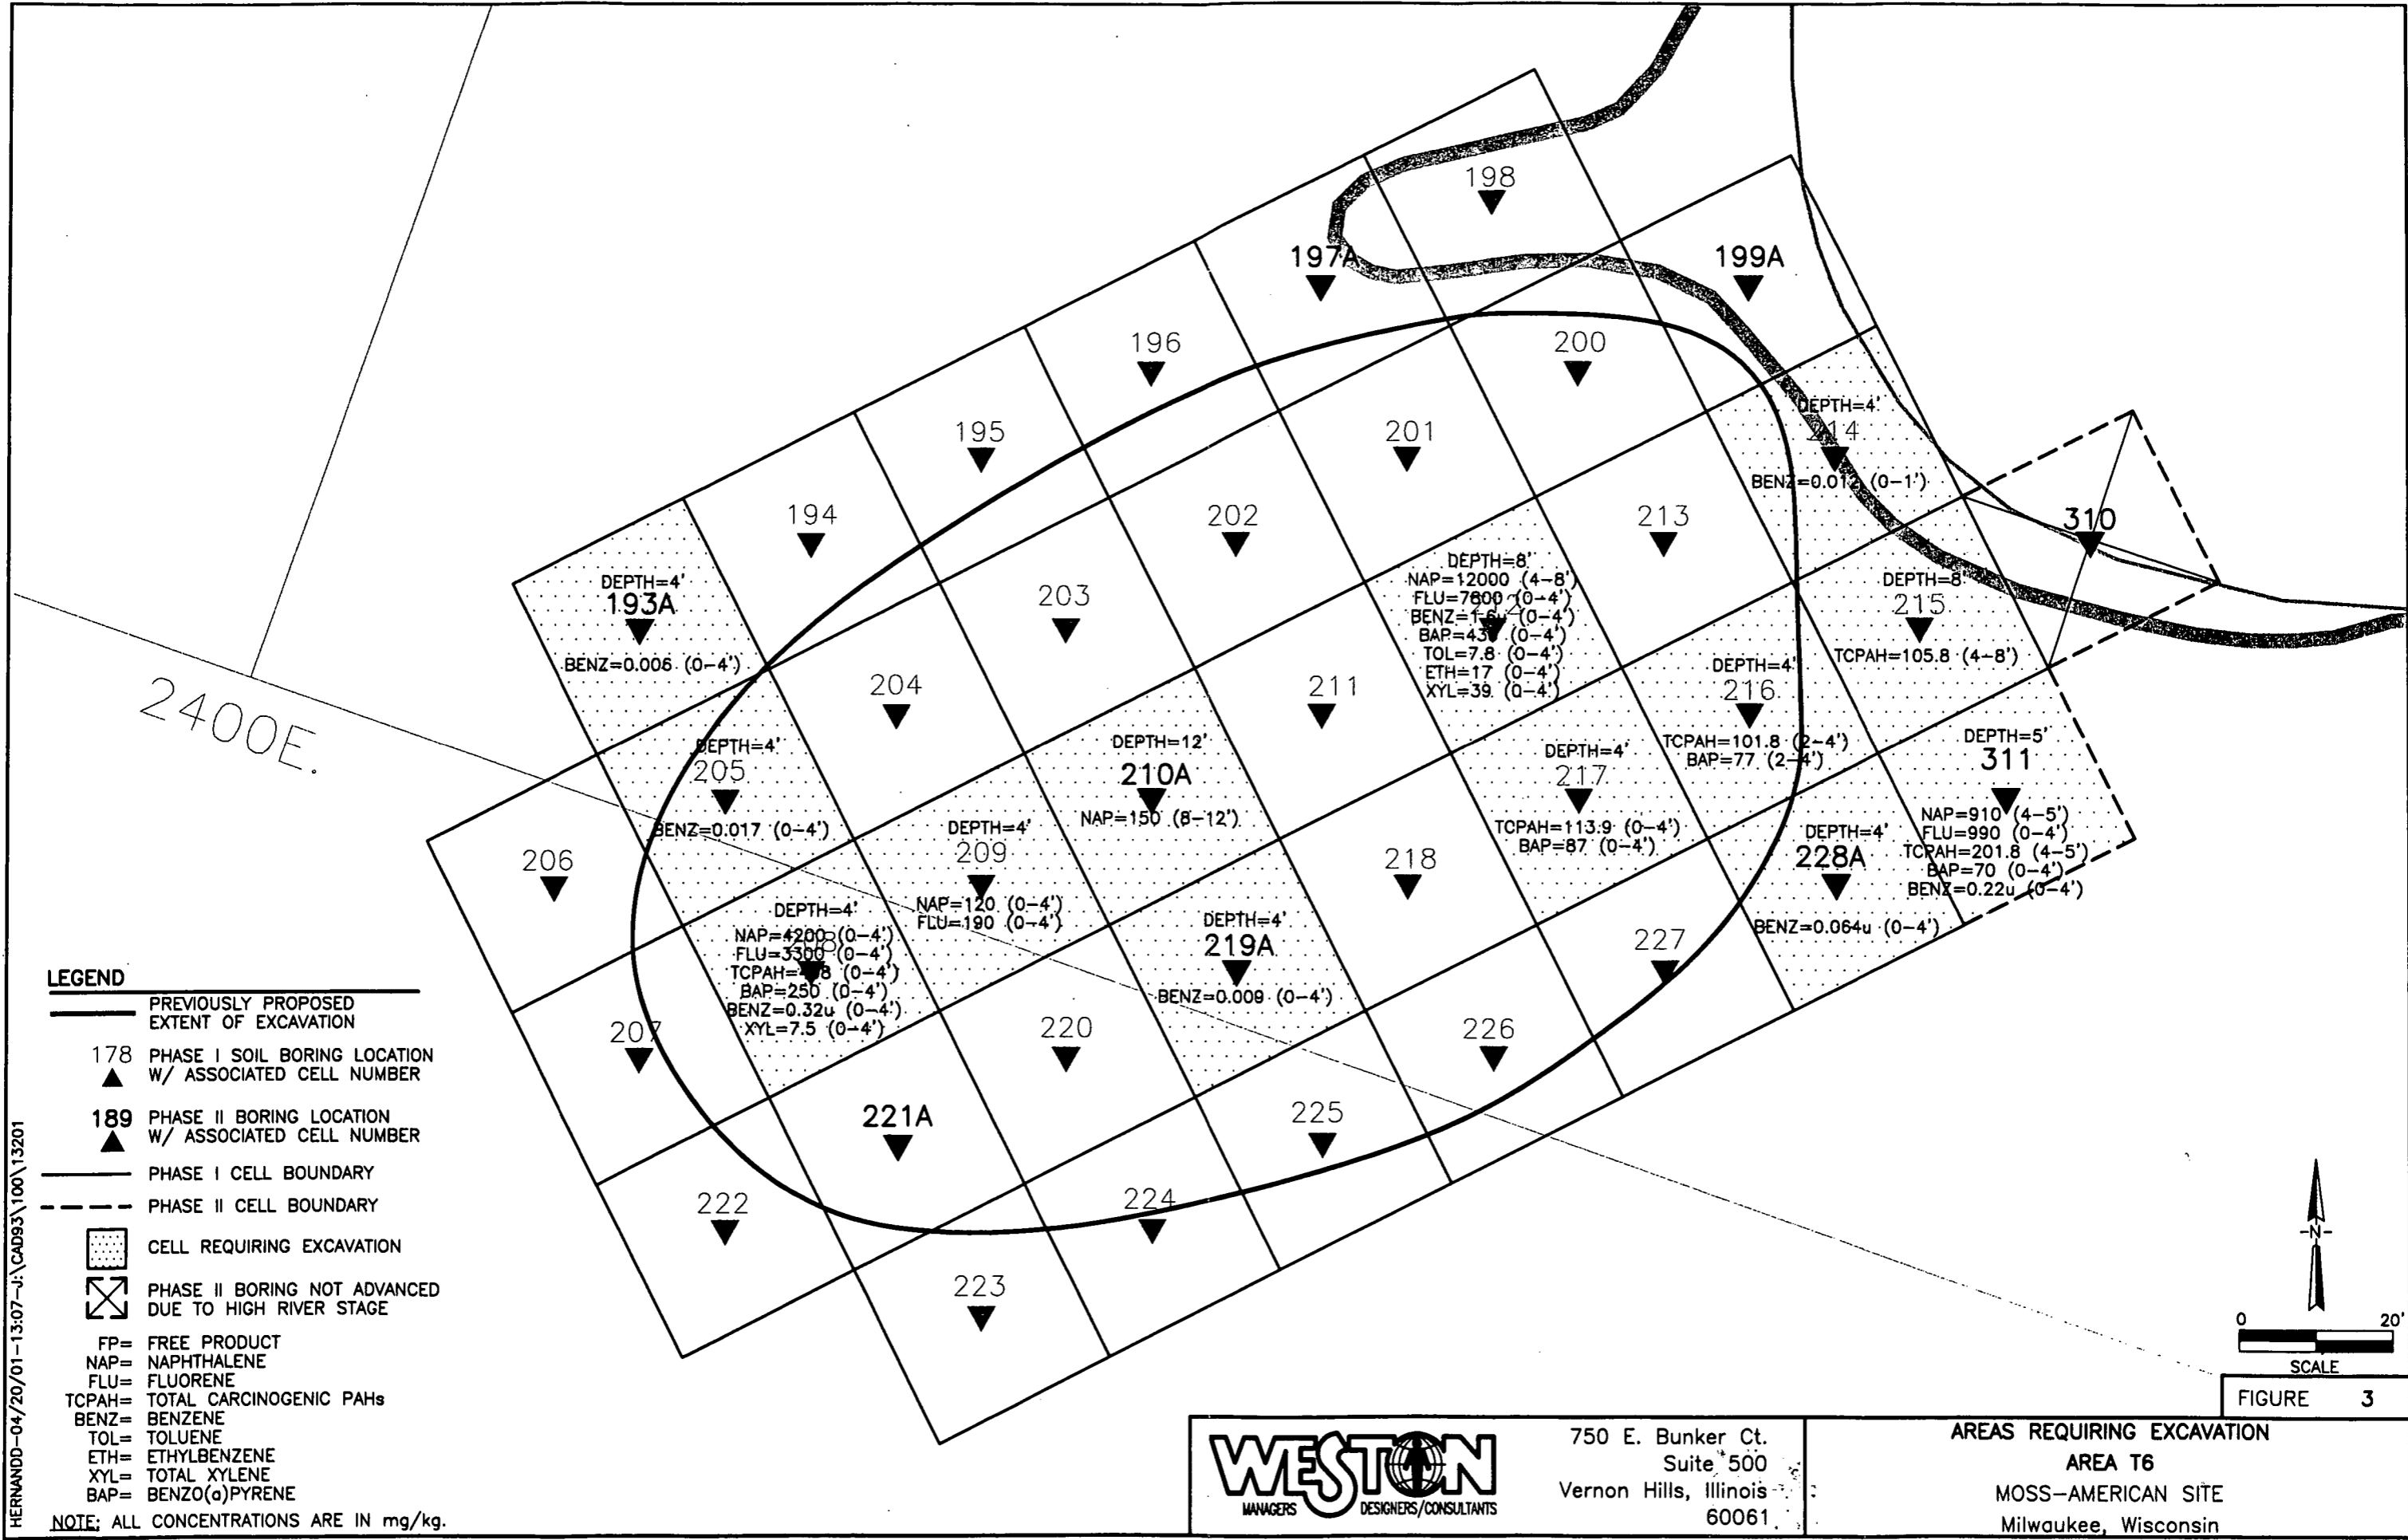 198
197A
199A
196
200
195
201
DEPTH=4'
214
BENZ=0.012 (0-1')
194
202
213
310
DEPTH=4'
193A
BENZ=0.006 (0-4')
203
DEPTH=8'
NAP=12000 (4-8')
FLU=7600 (0-4')
(0-4')
(0-4')
TOL=7.8 (0-4')
ETH=17 (0-4')
XYL=39 (0-4')
DEPTH=8'
215
TCPAH=105.8 (4-8')
204
211
DEPTH=4'
216
TCPAH=101.8 (2-4')
BAP=77 (2-4')
2400E.
DEPTH=4'
205
BENZ=0.017 (0-4')
DEPTH=12'
210A
NAP=150 (8-12')
DEPTH=4'
217
TCPAH=113.9 (0-4')
BAP=87 (0-4')
DEPTH=5'
311
NAP=910 (4-5')
FLU=990 (0-4')
TCPAH=201.8 (4-5')
BAP=70 (0-4')
BENZ=0.22u (0-4')
206
DEPTH=4'
209
NAP=120 (0-4')
FLU=190 (0-4')
218
DEPTH=4'
228A
BENZ=0.064u (0-4')
DEPTH=4'
NAP=4200 (0-4')
FLU=3300 (0-4')
(0-4')
BAP=250 (0-4')
BENZ=0.32u (0-4')
XYL=7.5 (0-4')
DEPTH=4'
219A
BENZ=0.009 (0-4')
227
207
220
226
221A
225
222
224
223
LEGEND
PREVIOUSLY PROPOSED
EXTENT OF EXCAVATION
178 PHASE I SOIL BORING LOCATION
W/ ASSOCIATED CELL NUMBER
189 PHASE II BORING LOCATION
W/ ASSOCIATED CELL NUMBER
PHASE I CELL BOUNDARY
PHASE II CELL BOUNDARY
CELL REQUIRING EXCAVATION
PHASE II BORING NOT ADVANCED
DUE TO HIGH RIVER STAGE
FP= FREE PRODUCT
NAP= NAPHTHALENE
FLU= FLUORENE
TCPAH= TOTAL CARCINOGENIC PAHs
BENZ= BENZENE
TOL= TOLUENE
ETH= ETHYLBENZENE
XYL= TOTAL XYLENE
BAP= BENZO(a)PYRENE
NOTE: ALL CONCENTRATIONS ARE IN mg/kg.
HERNANDD-04/20/01-13:07-J:\CAD93\100\13201
-N-
0 20'
SCALE
FIGURE 3
WESTON
MANAGERS DESIGNERS/CONSULTANTS
750 E. Bunker Ct.
Suite 500
Vernon Hills, Illinois
60061
AREAS REQUIRING EXCAVATION
AREA T6
MOSS-AMERICAN SITE
Milwaukee, Wisconsin